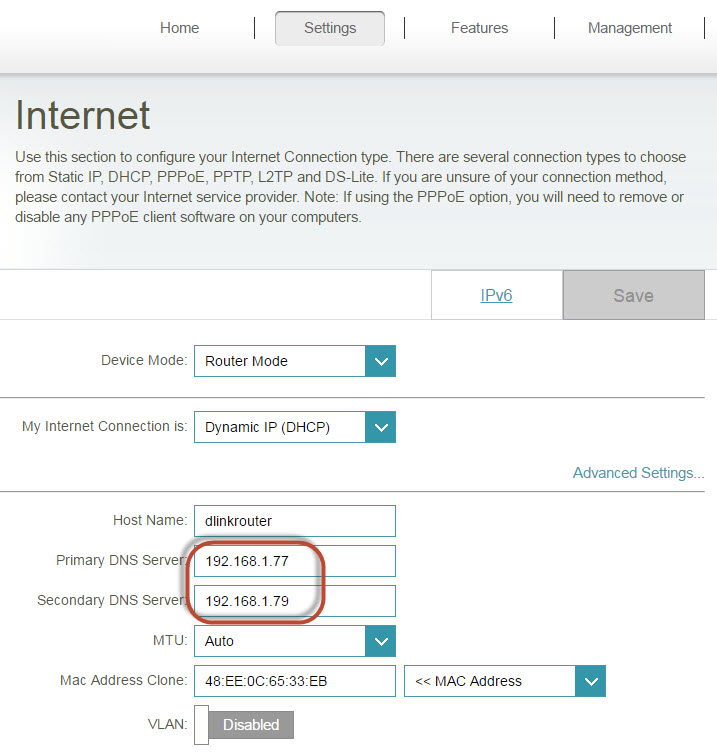 Home Settings Features Management
Internet
Use this section to configure your Internet Connection type. There are several connection types to choose
from Static IP, DHCP, PPPoE, PPTP, L2TP and DS-Lite. If you are unsure of your connection method,
please contact your Internet service provider. Note: If using the PPPoE option, you will need to remove or
disable any PPPoE client software on your computers.
IPv6 Save
Device Mode: Router Mode
My Internet Connection is: Dynamic IP (DHCP)
Advanced Settings...
Host Name: dlinkrouter
Primary DNS Server: 192.168.1.77
Secondary DNS Server: 192.168.1.79
MTU: Auto
Mac Address Clone: 48:EE:0C:65:33:EB << MAC Address
VLAN: Disabled